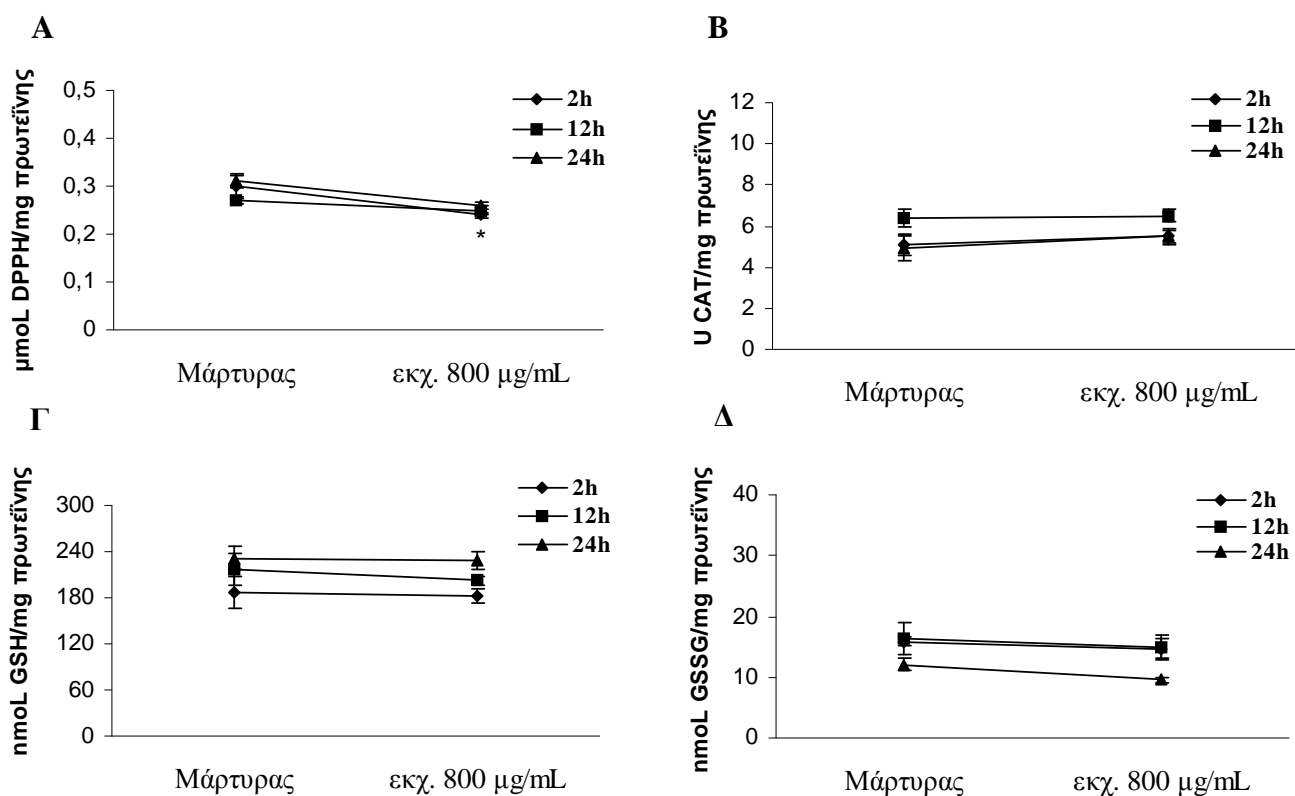 Α
μmoL DPPH/mg πρωτεΐνης
0,5
0,4
0,3
0,2
0,1
0
2h
12h
24h
*
Μάρτυρας εκχ. 800 μg/mL
Β
U CAT/mg πρωτεΐνης
12
10
8
6
4
2
0
2h
12h
24h
Μάρτυρας εκχ. 800 μg/mL
Γ
nmoL GSH/mg πρωτεΐνης
300
240
180
120
60
0
2h
12h
24h
Μάρτυρας εκχ. 800 μg/mL
Δ
nmoL GSSG/mg πρωτεΐνης
40
30
20
10
0
2h
12h
24h
Μάρτυρας εκχ. 800 μg/mL